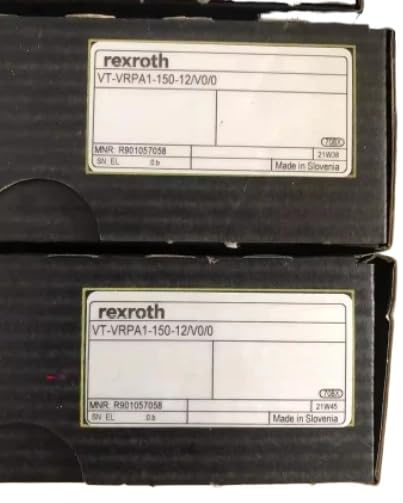 rexroth
VT-VRPA1-150-12/V0/0
MNR: R901057058
21W38
SN EL
Made in Slovenia
rexroth
VT-VRPA1-150-12/V0/0
MNR: R901057058
21W45
SN EL
Made in Slovenia